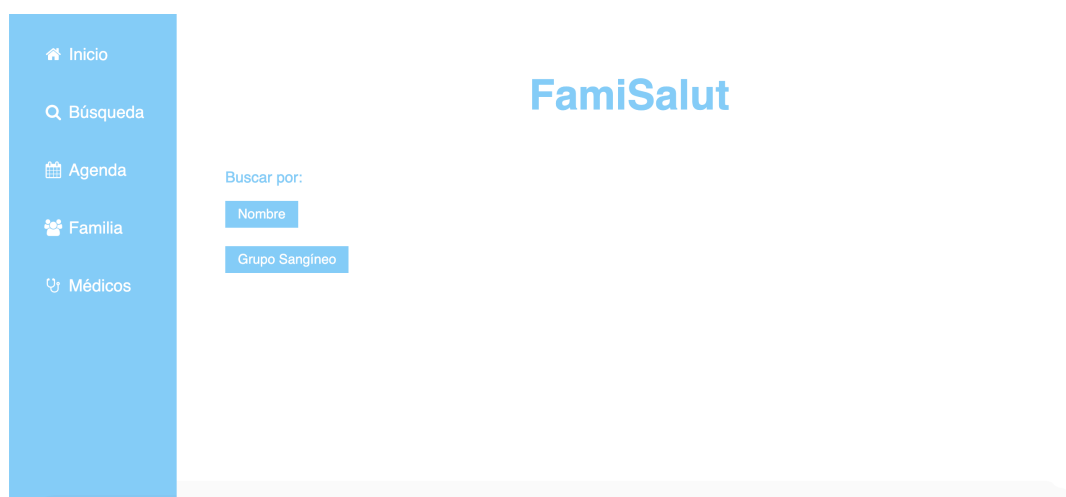 Inicio
Búsqueda
Agenda
Familia
Médicos
FamiSalut
Buscar por:
Nombre
Grupo Sangíneo